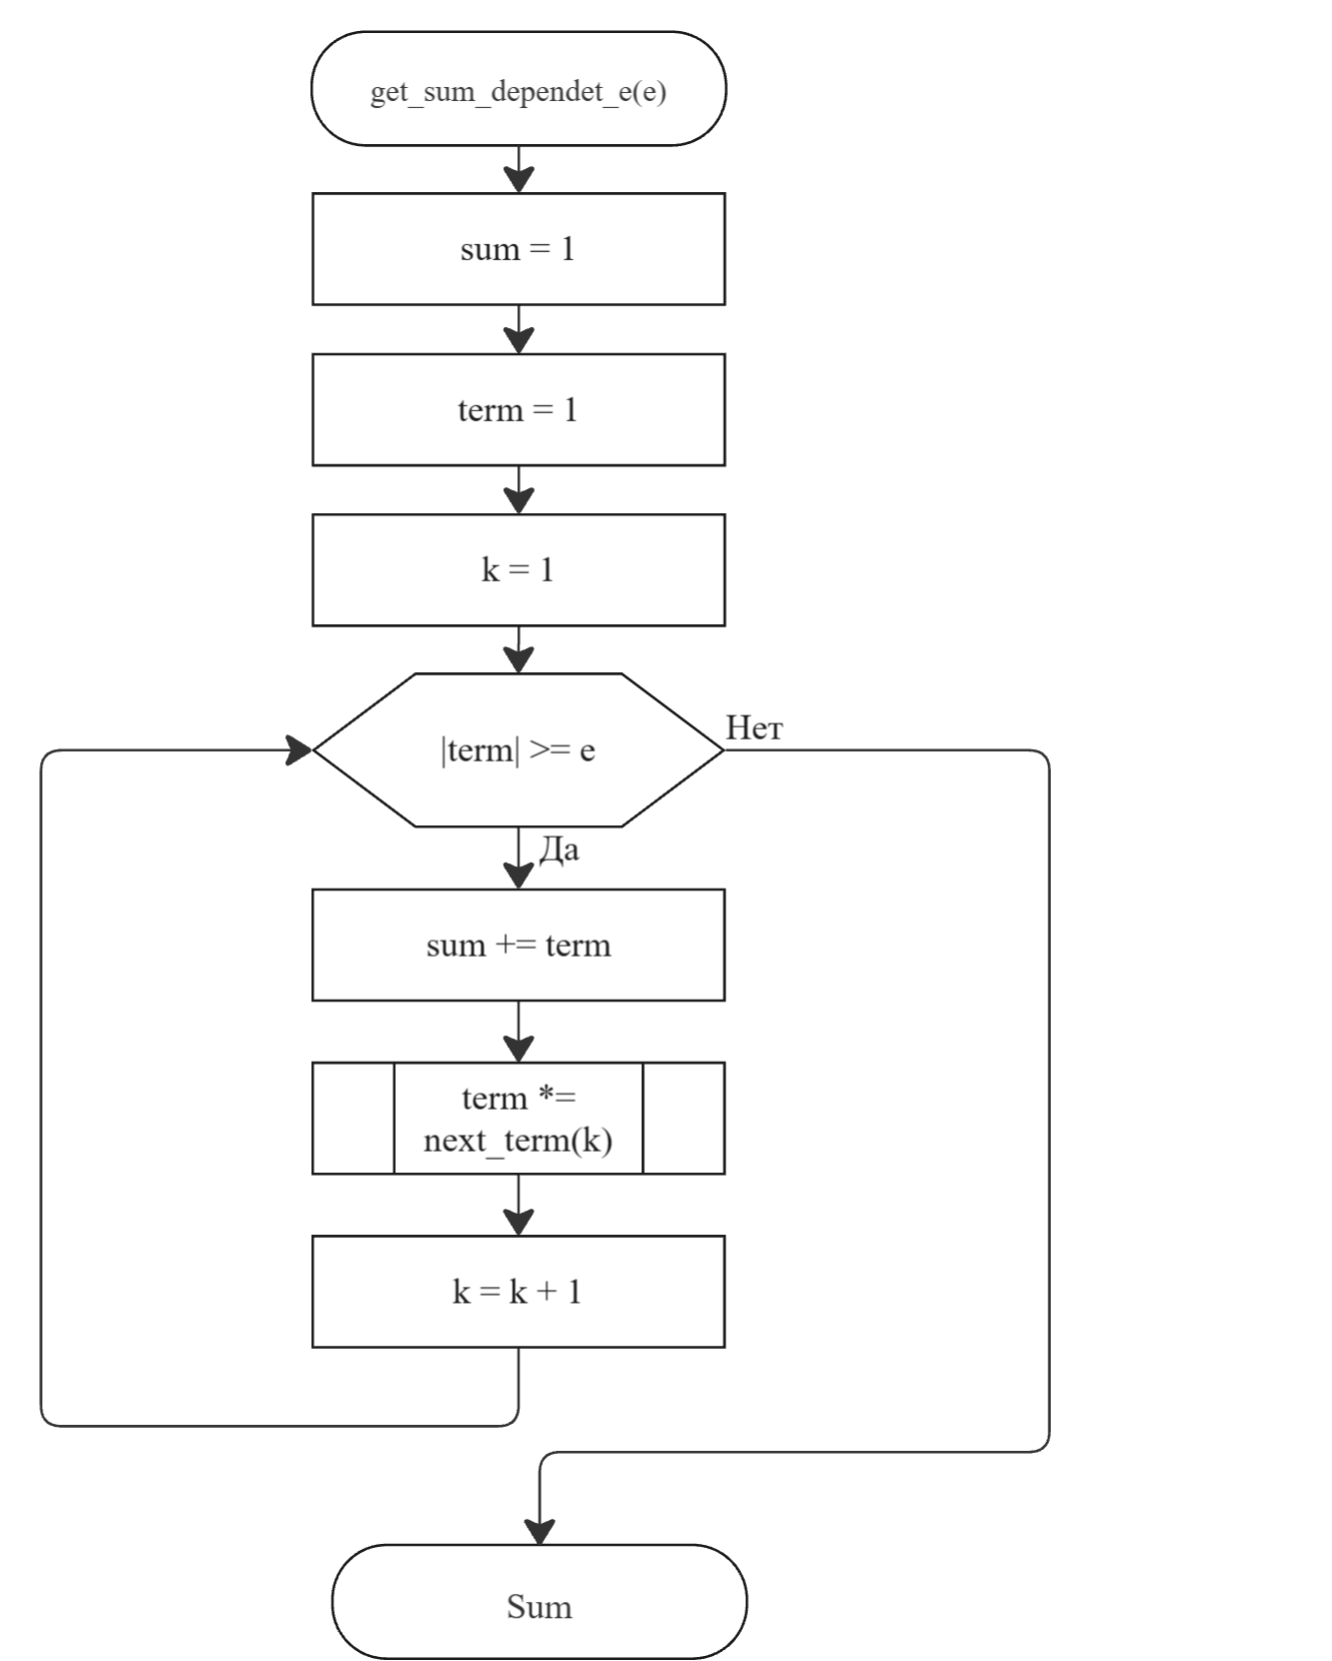 get_sum_dependet_e(e)
sum = 1
term = 1
k = 1
|term| >= e
Нет
Да
sum += term
term *=
next_term(k)
k = k + 1
Sum